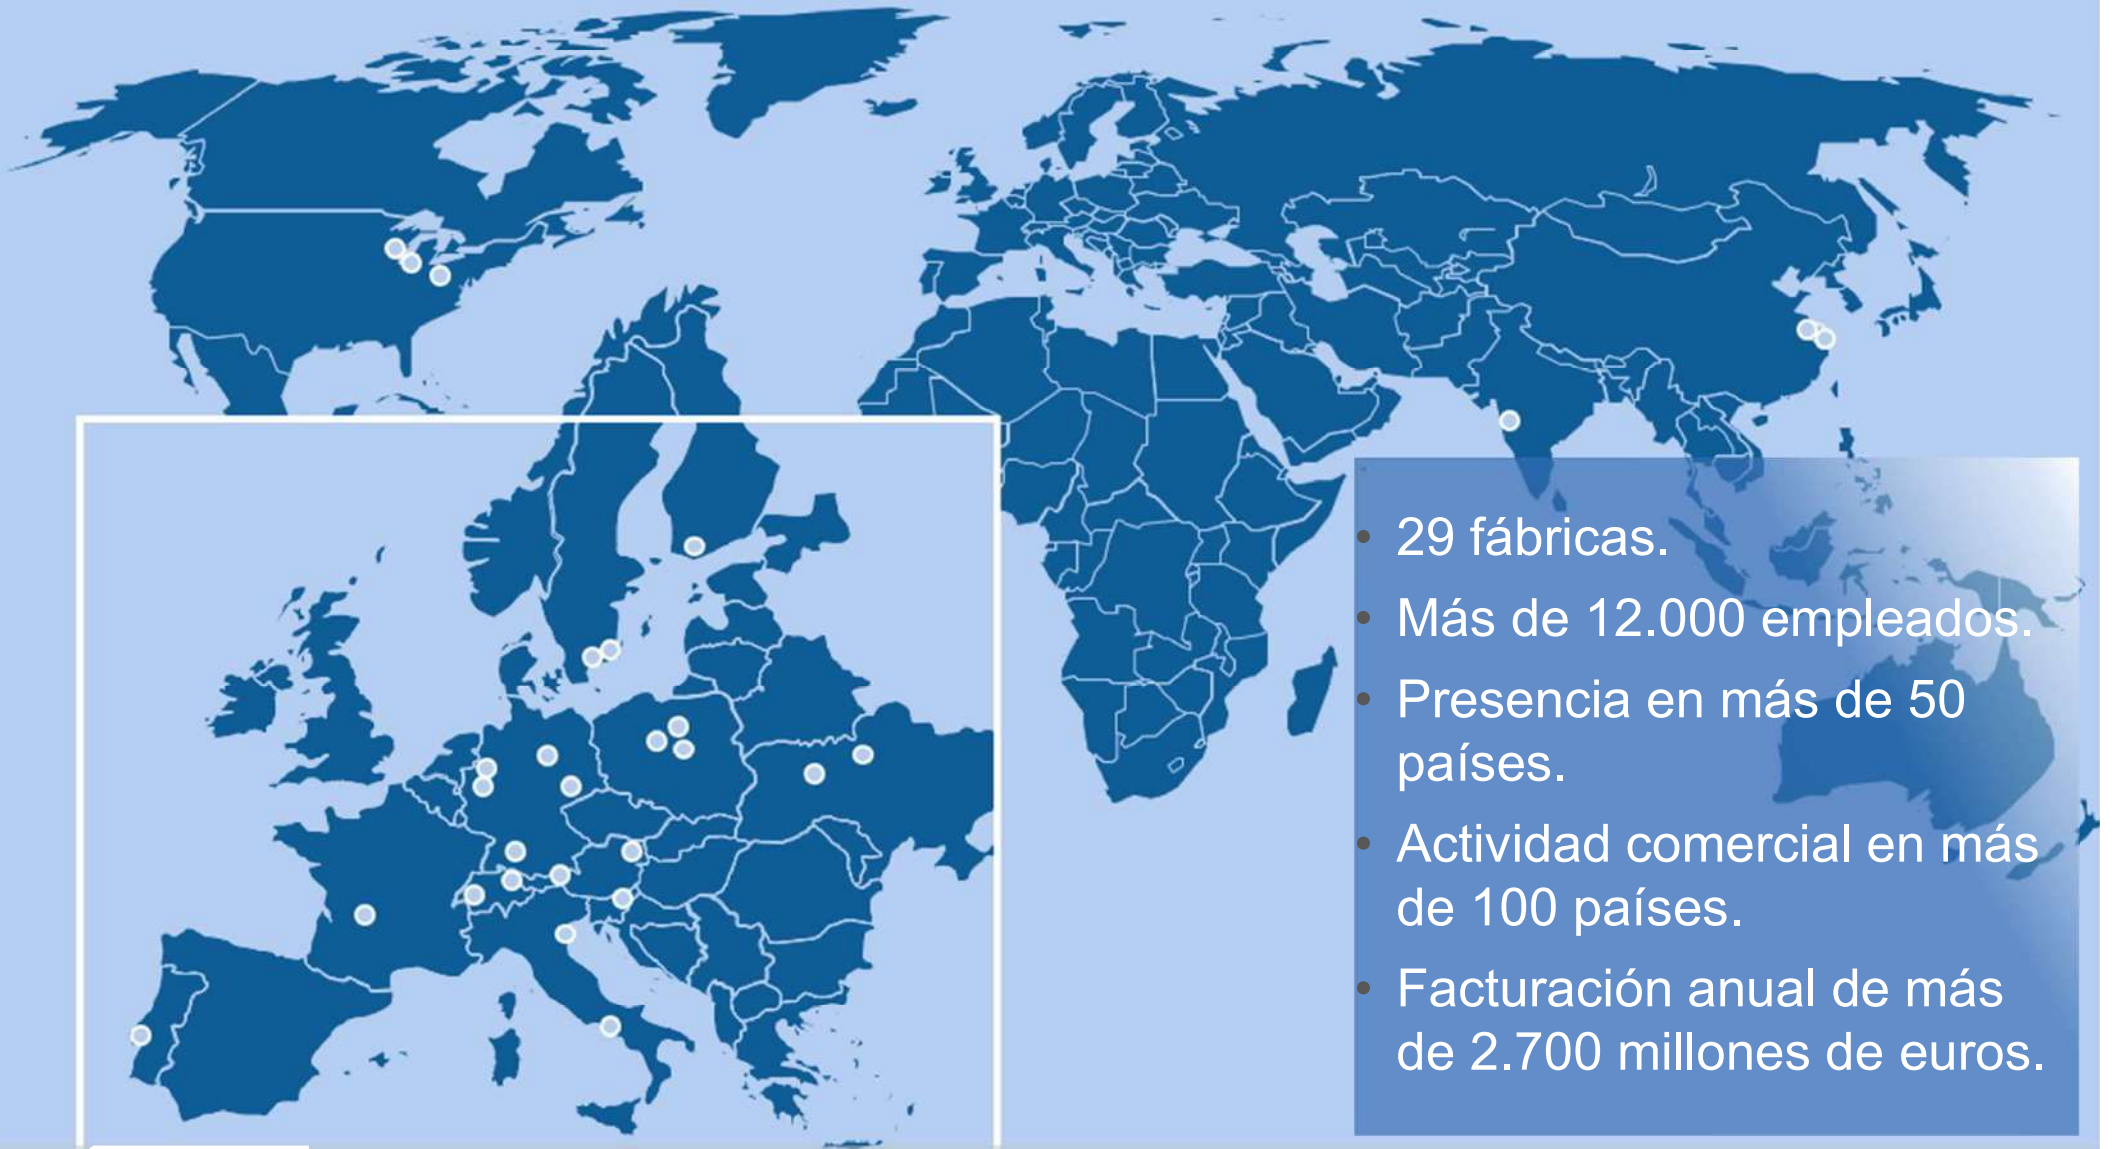 • 29 fábricas.
• Más de 12.000 empleados.
• Presencia en más de 50
países.
• Actividad comercial en más
de 100 países.
• Facturación anual de más
de 2.700 millones de euros.